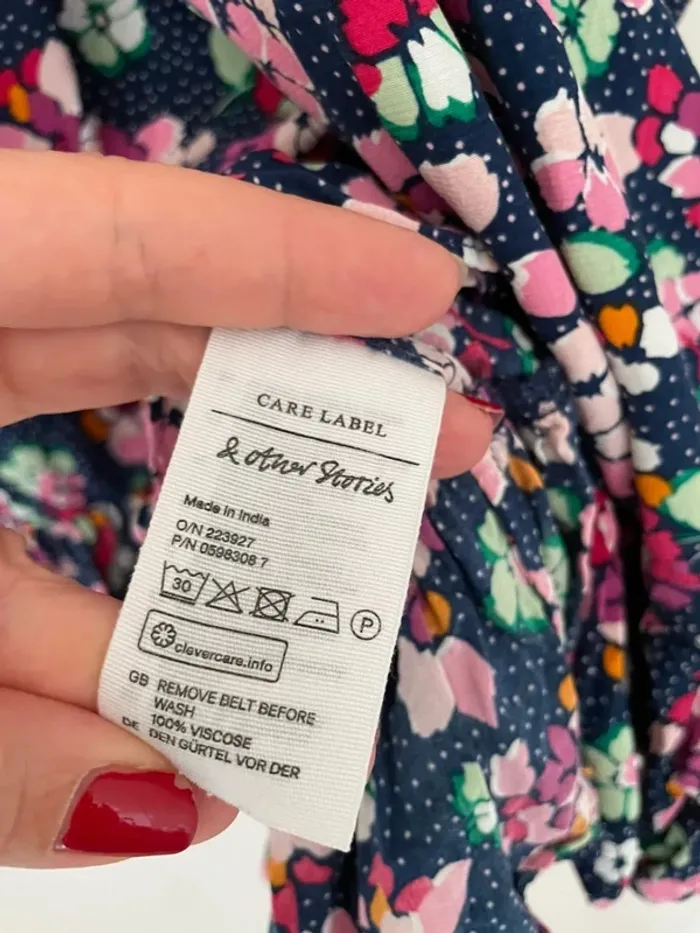 CARE LABEL
& other Stories
Made in India
O/N 223927
P/N 0598308 7
30 P
clevercare.info
GB REMOVE BELT BEFORE
WASH
100% VISCOSE
DE DEN GÜRTEL VOR DER